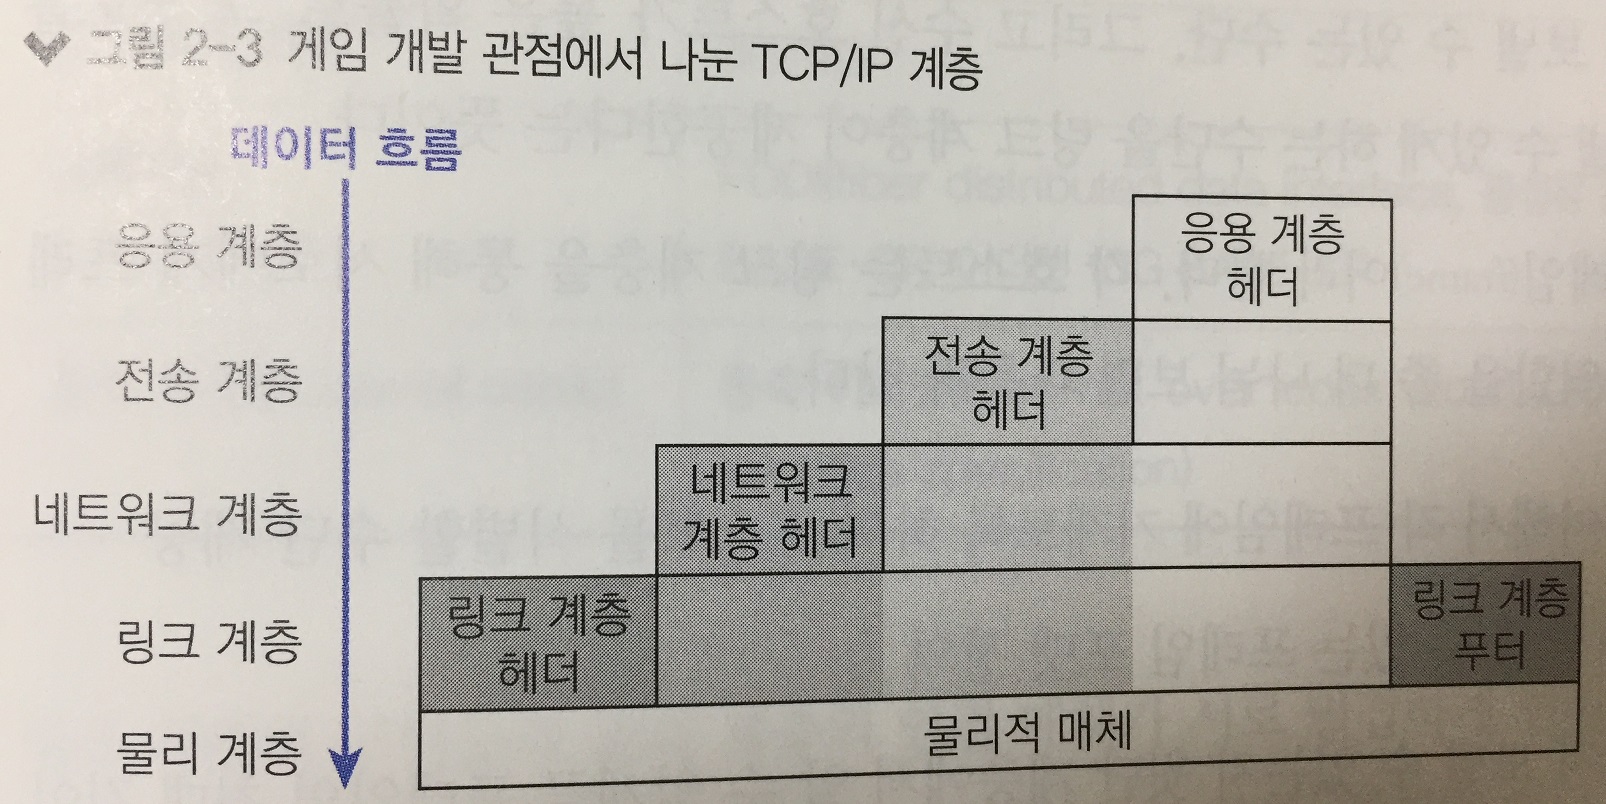 그림 2-3 게임 개발 관점에서 나눈 TCP/IP 계층
데이터 흐름
응용 계층
전송 계층
네트워크 계층
링크 계층
물리 계층
응용 계층
헤더
전송 계층
헤더
네트워크
계층 헤더
링크 계층
헤더
링크 계층
푸터
물리적 매체